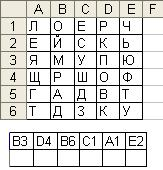 A B C D E
1 Л О Е Р Ч
2 Е Й С К Ь
3 Я М У П Ю
4 Щ Р Ш О Ф
5 Г А Д В Т
6 Т Д З К У
B3 D4 B6 C1 A1 E2